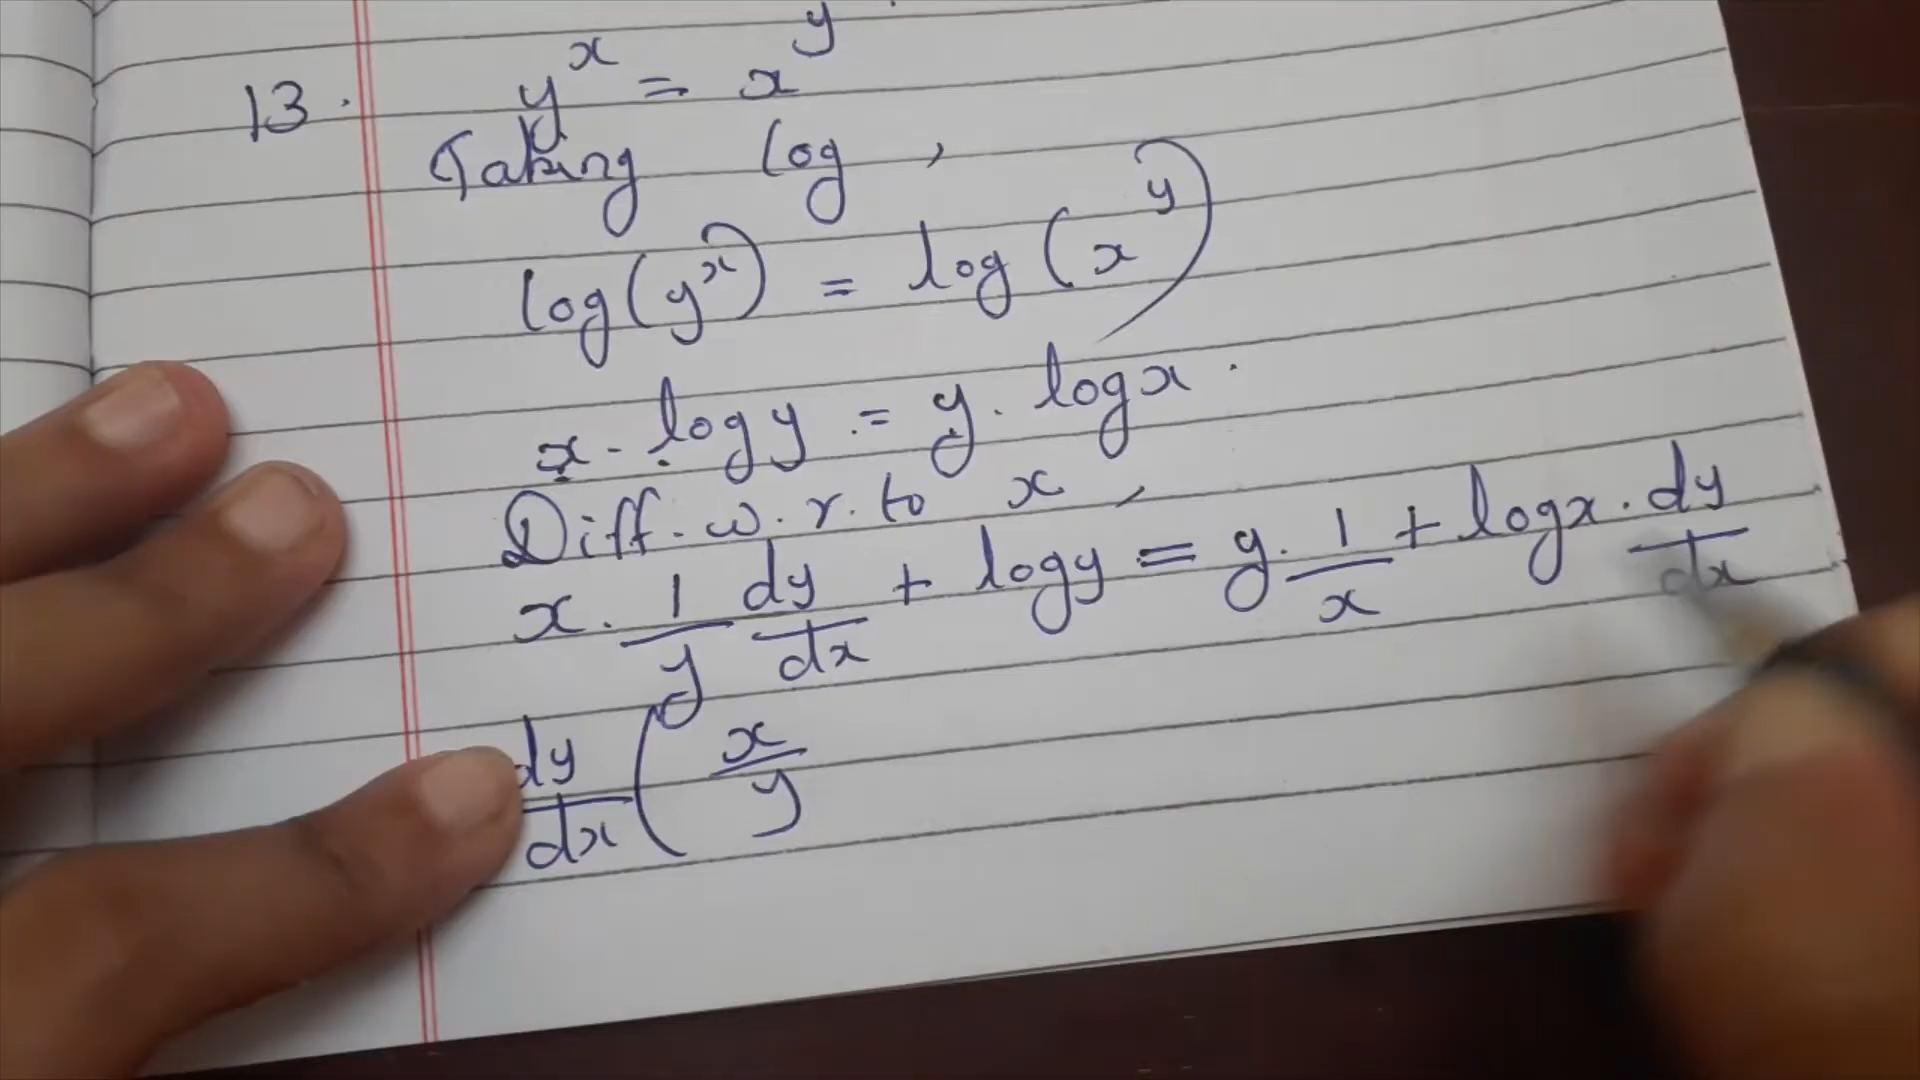 13. y^x = x^y
Taking log,
log(y^x) = log(x^y)
x. log y = y. log x.
Diff. w.r. to x,
x. 1/y dy/dx + log y = y. 1/x + log x. dy/dx
dy/dx ( x/y